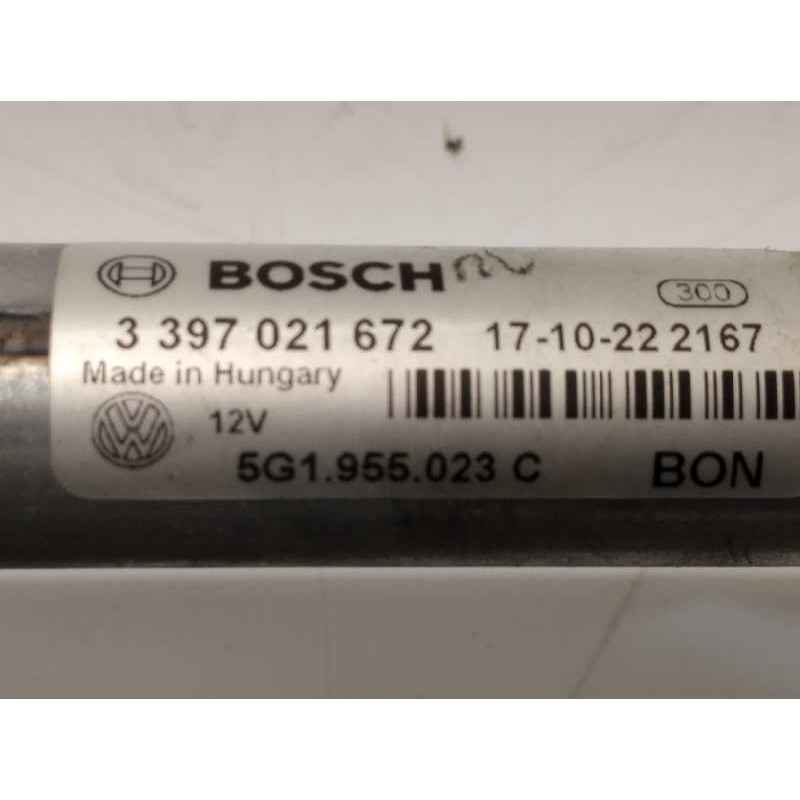 BOSCH
300
3 397 021 672 17-10-22 2167
Made in Hungary
12V
5G1.955.023 C BON